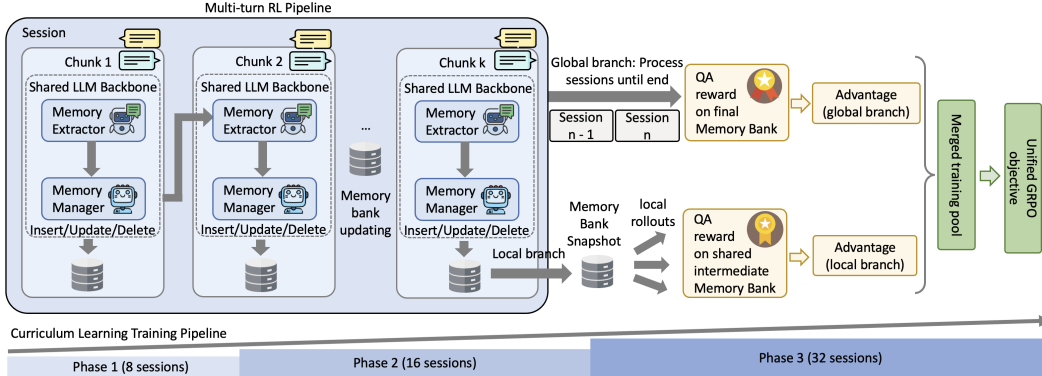 Multi-turn RL Pipeline
Session
Chunk 1
Shared LLM Backbone
Memory
Extractor
Memory
Manager
Insert/Update/Delete
Chunk 2
Shared LLM Backbone
Memory
Extractor
Memory
Manager
Insert/Update/Delete
...
Memory
bank
updating
Chunk k
Shared LLM Backbone
Memory
Extractor
Memory
Manager
Insert/Update/Delete
Global branch: Process
sessions until end
Session
n - 1
Session
n
QA
reward
on final
Memory Bank
Advantage
(global branch)
Local branch
Memory
Bank
Snapshot
local
rollouts
QA
reward
on shared
intermediate
Memory Bank
Advantage
(local branch)
Merged training pool
Unified GRPO
objective
Curriculum Learning Training Pipeline
Phase 1 (8 sessions)
Phase 2 (16 sessions)
Phase 3 (32 sessions)